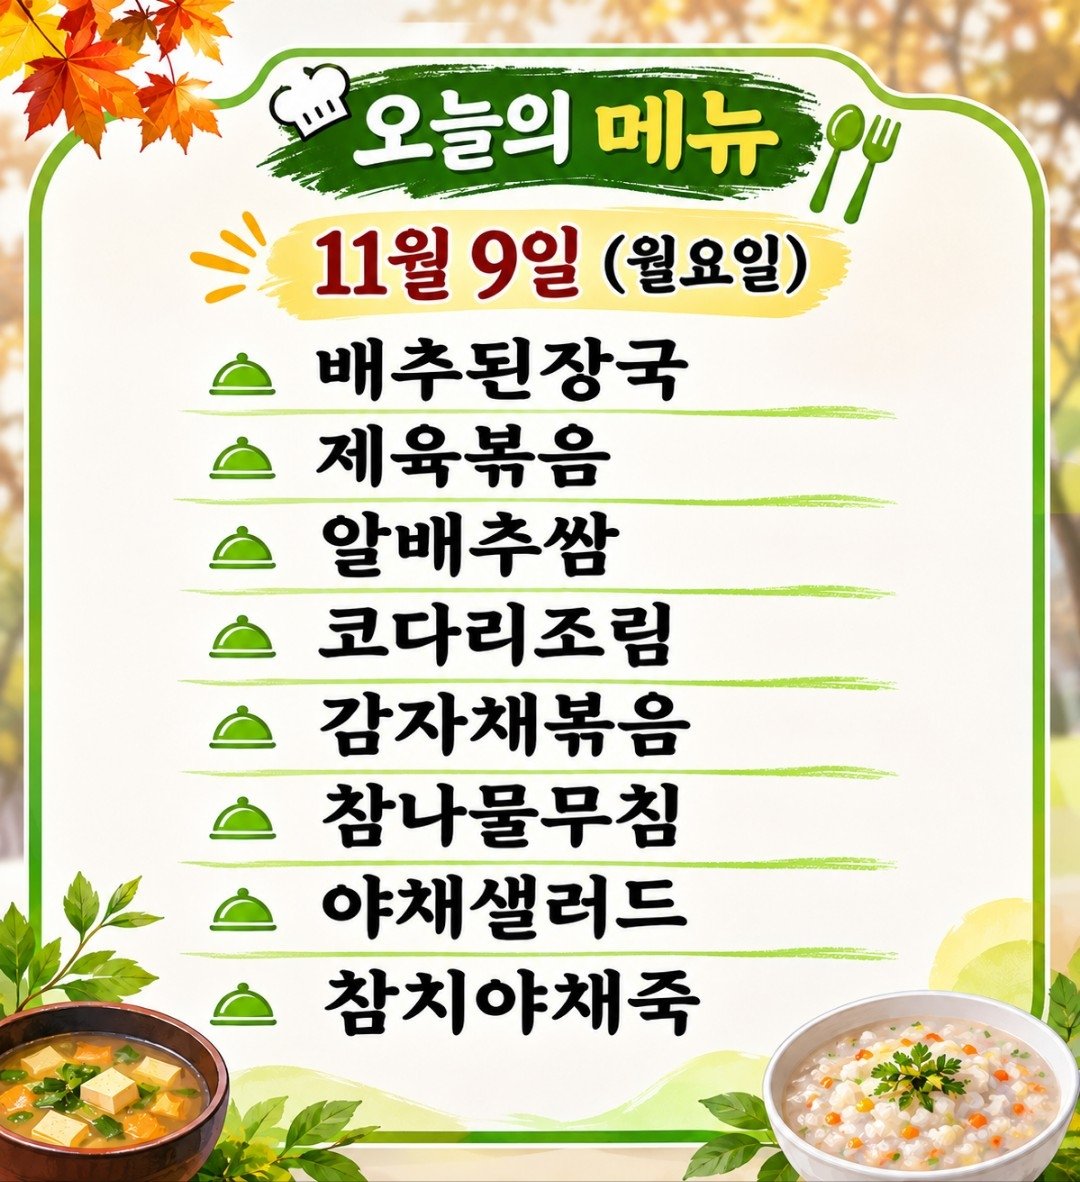 오늘의 메뉴
11월 9일 (월요일)
배추된장국
제육볶음
알배추쌈
코다리조림
감자채볶음
참나물무침
야채샐러드
참치야채죽